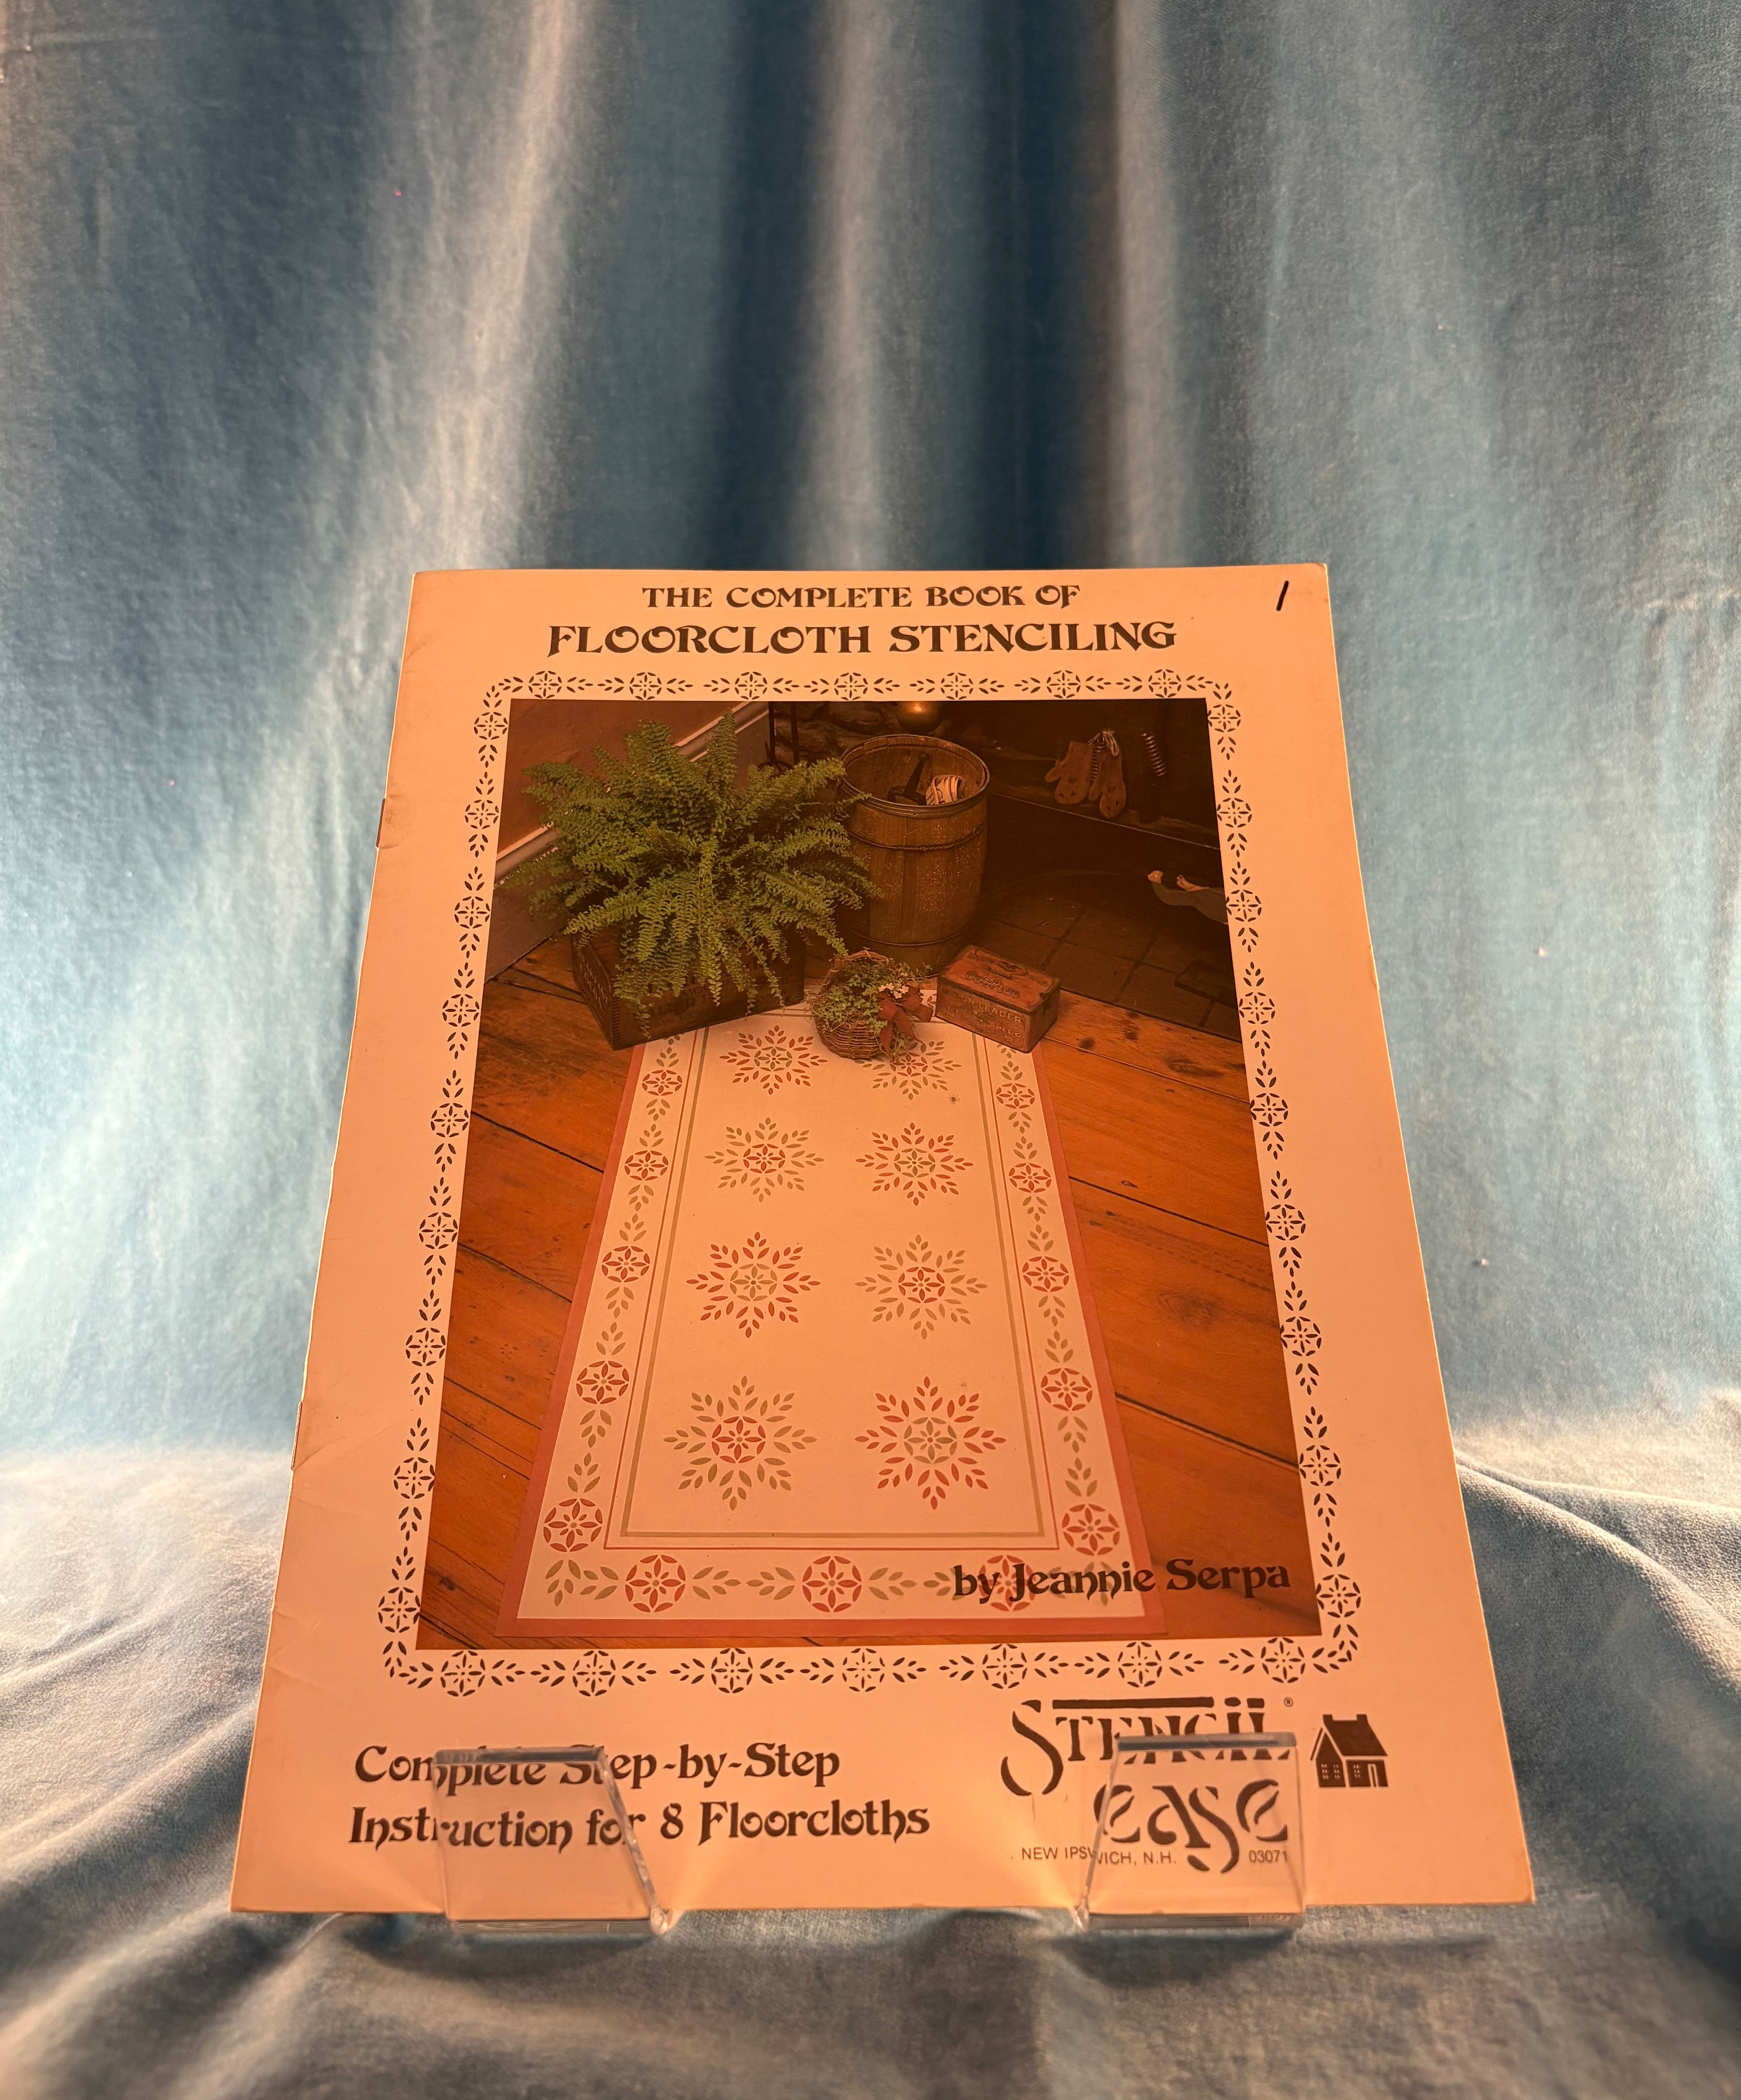 THE COMPLETE BOOK OF
FLOORCLOTH STENCILING
/
by Jeannie Serpa
Complete Step-by-Step
Instruction for 8 Floorcloths
STENCIL®
ease
NEW IPSWICH, N.H. 03071